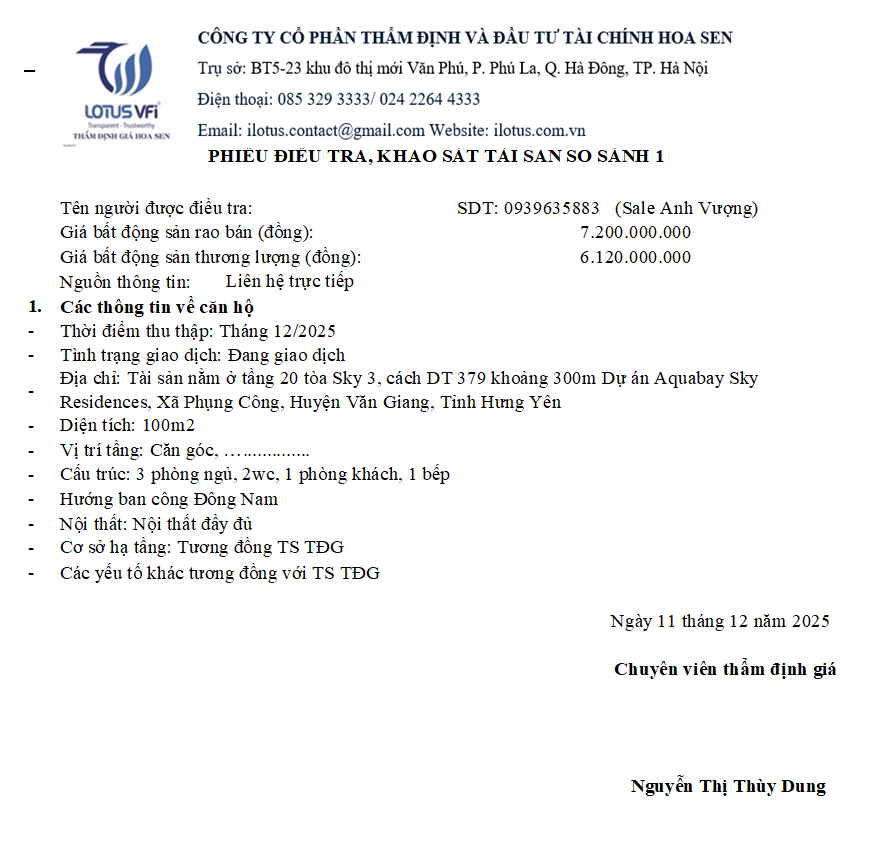 CÔNG TY CỔ PHẦN THẨM ĐỊNH VÀ ĐẦU TƯ TÀI CHÍNH HOA SEN
Trụ sở: BT5-23 khu đô thị mới Văn Phú, P. Phú La, Q. Hà Đông, TP. Hà Nội
Điện thoại: 085 329 3333/ 024 2264 4333
Email: ilotus.contact@gmail.com Website: ilotus.com.vn
LOTUS VFi
Transparent - Trustworthy
THẨM ĐỊNH GIÁ HOA SEN
PHIẾU ĐIỀU TRA, KHẢO SÁT TÀI SẢN SO SÁNH 1
Tên người được điều tra: SDT: 0939635883 (Sale Anh Vượng)
Giá bất động sản rao bán (đồng): 7.200.000.000
Giá bất động sản thương lượng (đồng): 6.120.000.000
Nguồn thông tin: Liên hệ trực tiếp
1. Các thông tin về căn hộ
- Thời điểm thu thập: Tháng 12/2025
- Tình trạng giao dịch: Đang giao dịch
- Địa chỉ: Tài sản nằm ở tầng 20 tòa Sky 3, cách DT 379 khoảng 300m Dự án Aquabay Sky
Residences, Xã Phụng Công, Huyện Văn Giang, Tỉnh Hưng Yên
- Diện tích: 100m2
- Vị trí tầng: Căn góc, ….............
- Cấu trúc: 3 phòng ngủ, 2wc, 1 phòng khách, 1 bếp
- Hướng ban công Đông Nam
- Nội thất: Nội thất đầy đủ
- Cơ sở hạ tầng: Tương đồng TS TĐG
- Các yếu tố khác tương đồng với TS TĐG
Ngày 11 tháng 12 năm 2025
Chuyên viên thẩm định giá
Nguyễn Thị Thùy Dung